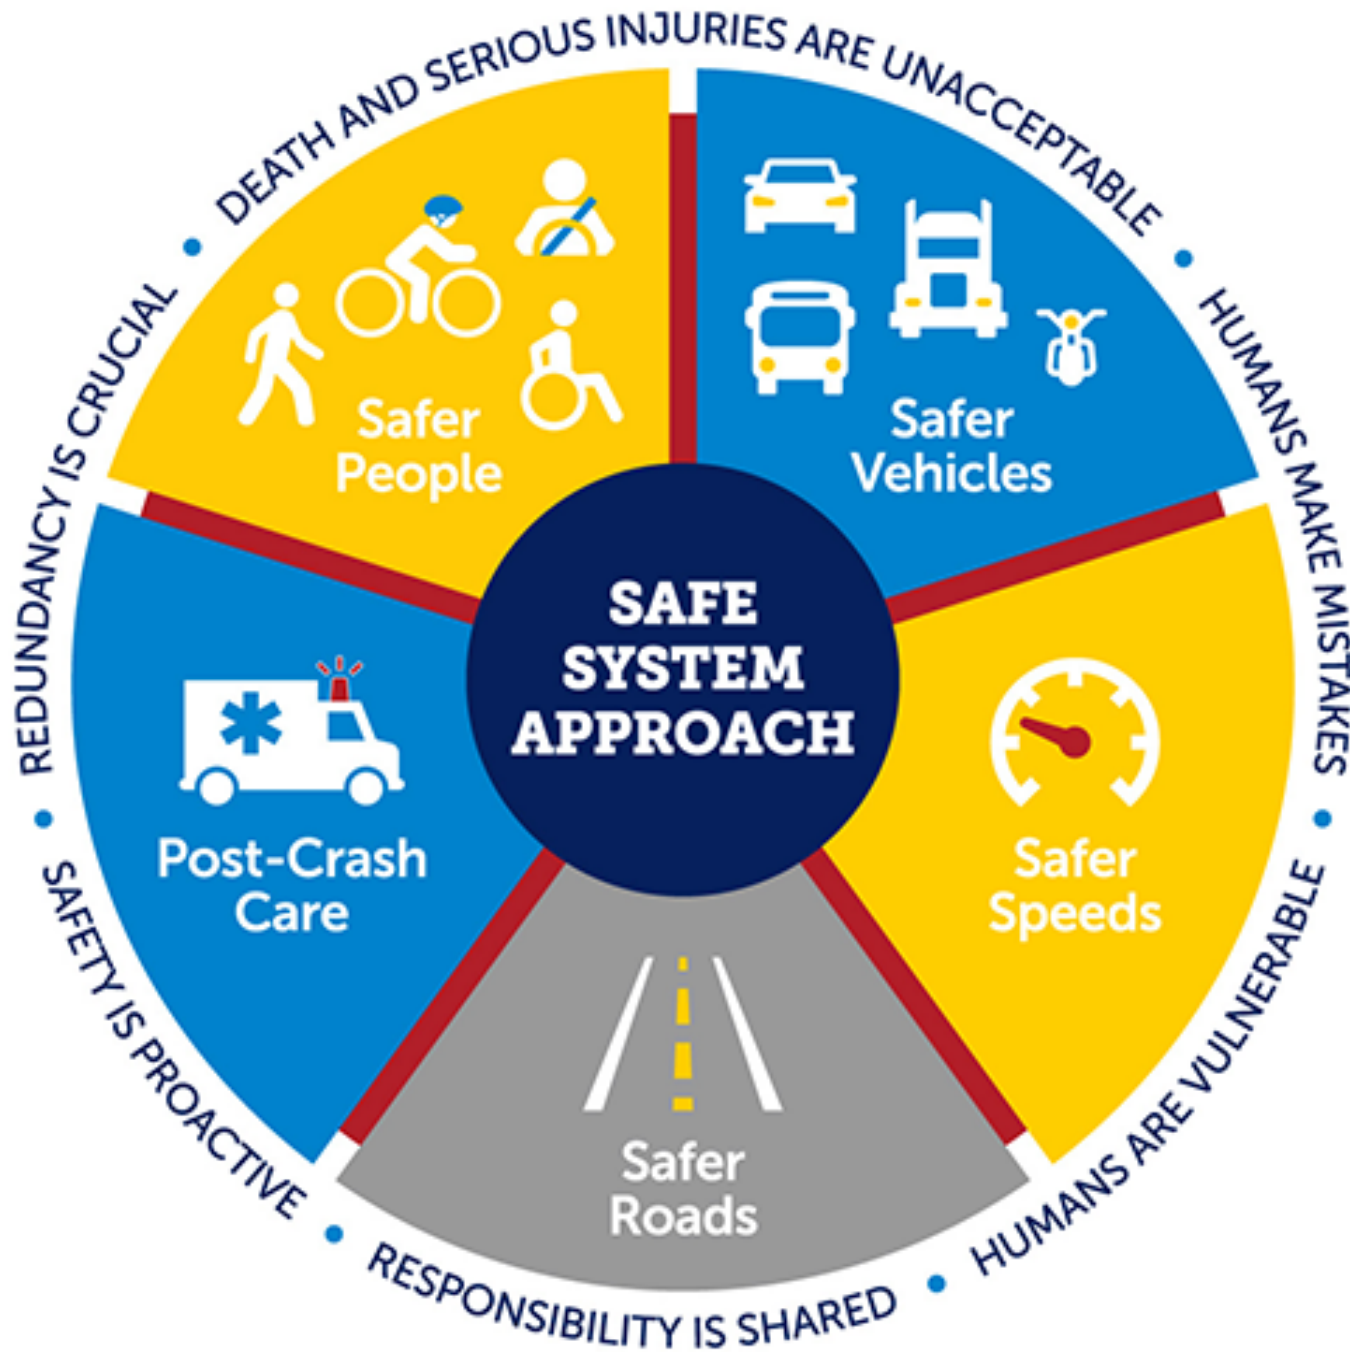 DEATH AND SERIOUS INJURIES ARE UNACCEPTABLE
HUMANS MAKE MISTAKES
HUMANS ARE VULNERABLE
RESPONSIBILITY IS SHARED
SAFETY IS PROACTIVE
REDUNDANCY IS CRUCIAL
Safer
People
Safer
Vehicles
SAFE
SYSTEM
APPROACH
Post-Crash
Care
Safer
Speeds
Safer
Roads